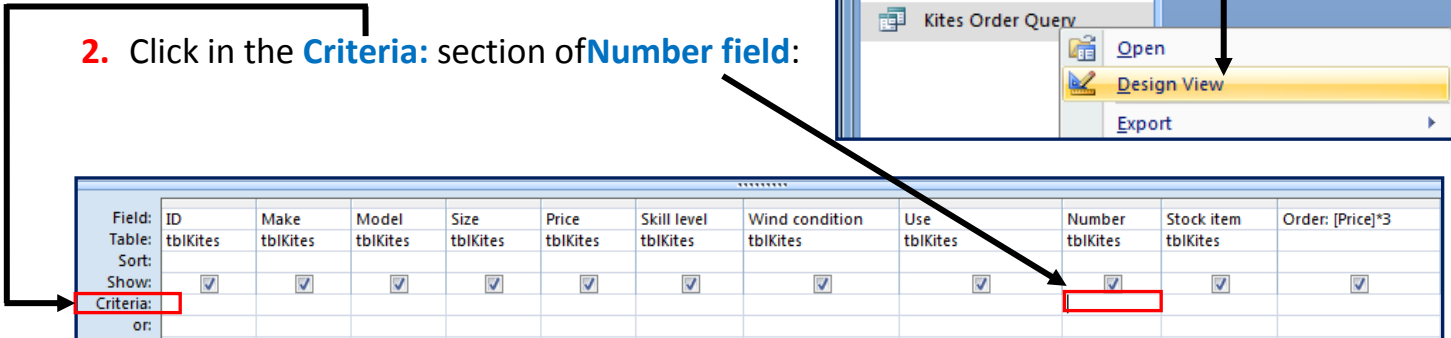 Kites Order Query
Open
2. Click in the Criteria: section ofNumber field:
Design View
Export
Field: ID Make Model Size Price Skill level Wind condition Use Number Stock item Order: [Price]*3
Table: tblKites tblKites tblKites tblKites tblKites tblKites tblKites tblKites tblKites tblKites
Sort:
Show:
Criteria:
or: